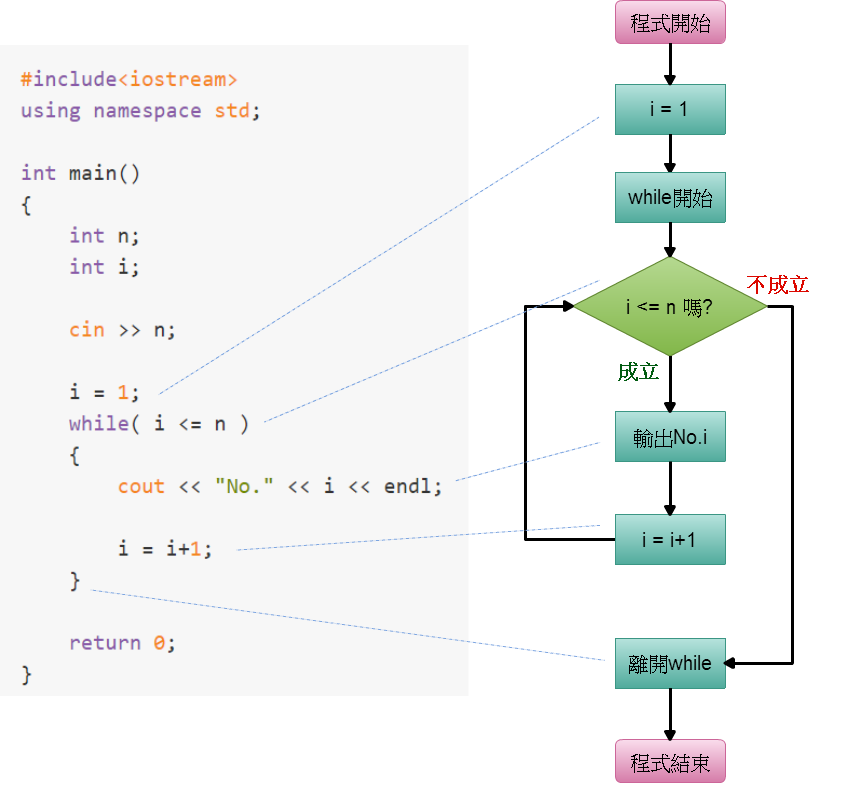 #include<iostream>
using namespace std;
int main()
{
int n;
int i;
cin >> n;
i = 1;
while( i <= n )
{
cout << "No." << i << endl;
i = i+1;
}
return 0;
}
程式開始
i = 1
while開始
i <= n 嗎?
不成立
成立
輸出No.i
i = i+1
離開while
程式結束